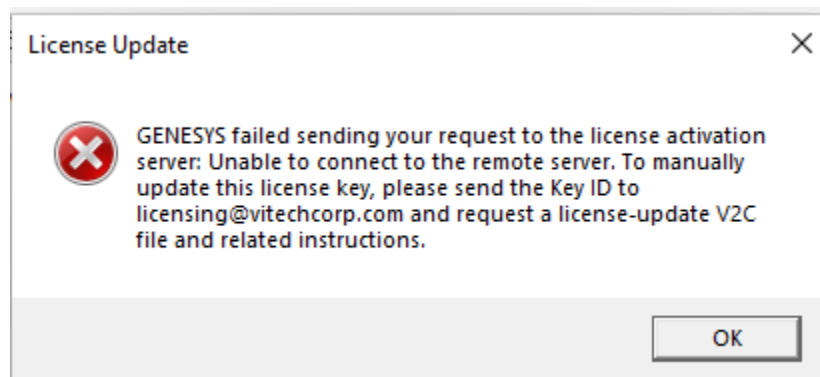 License Update
GENESYS failed sending your request to the license activation
server: Unable to connect to the remote server. To manually
update this license key, please send the Key ID to
licensing@vitechcorp.com and request a license-update V2C
file and related instructions.
OK